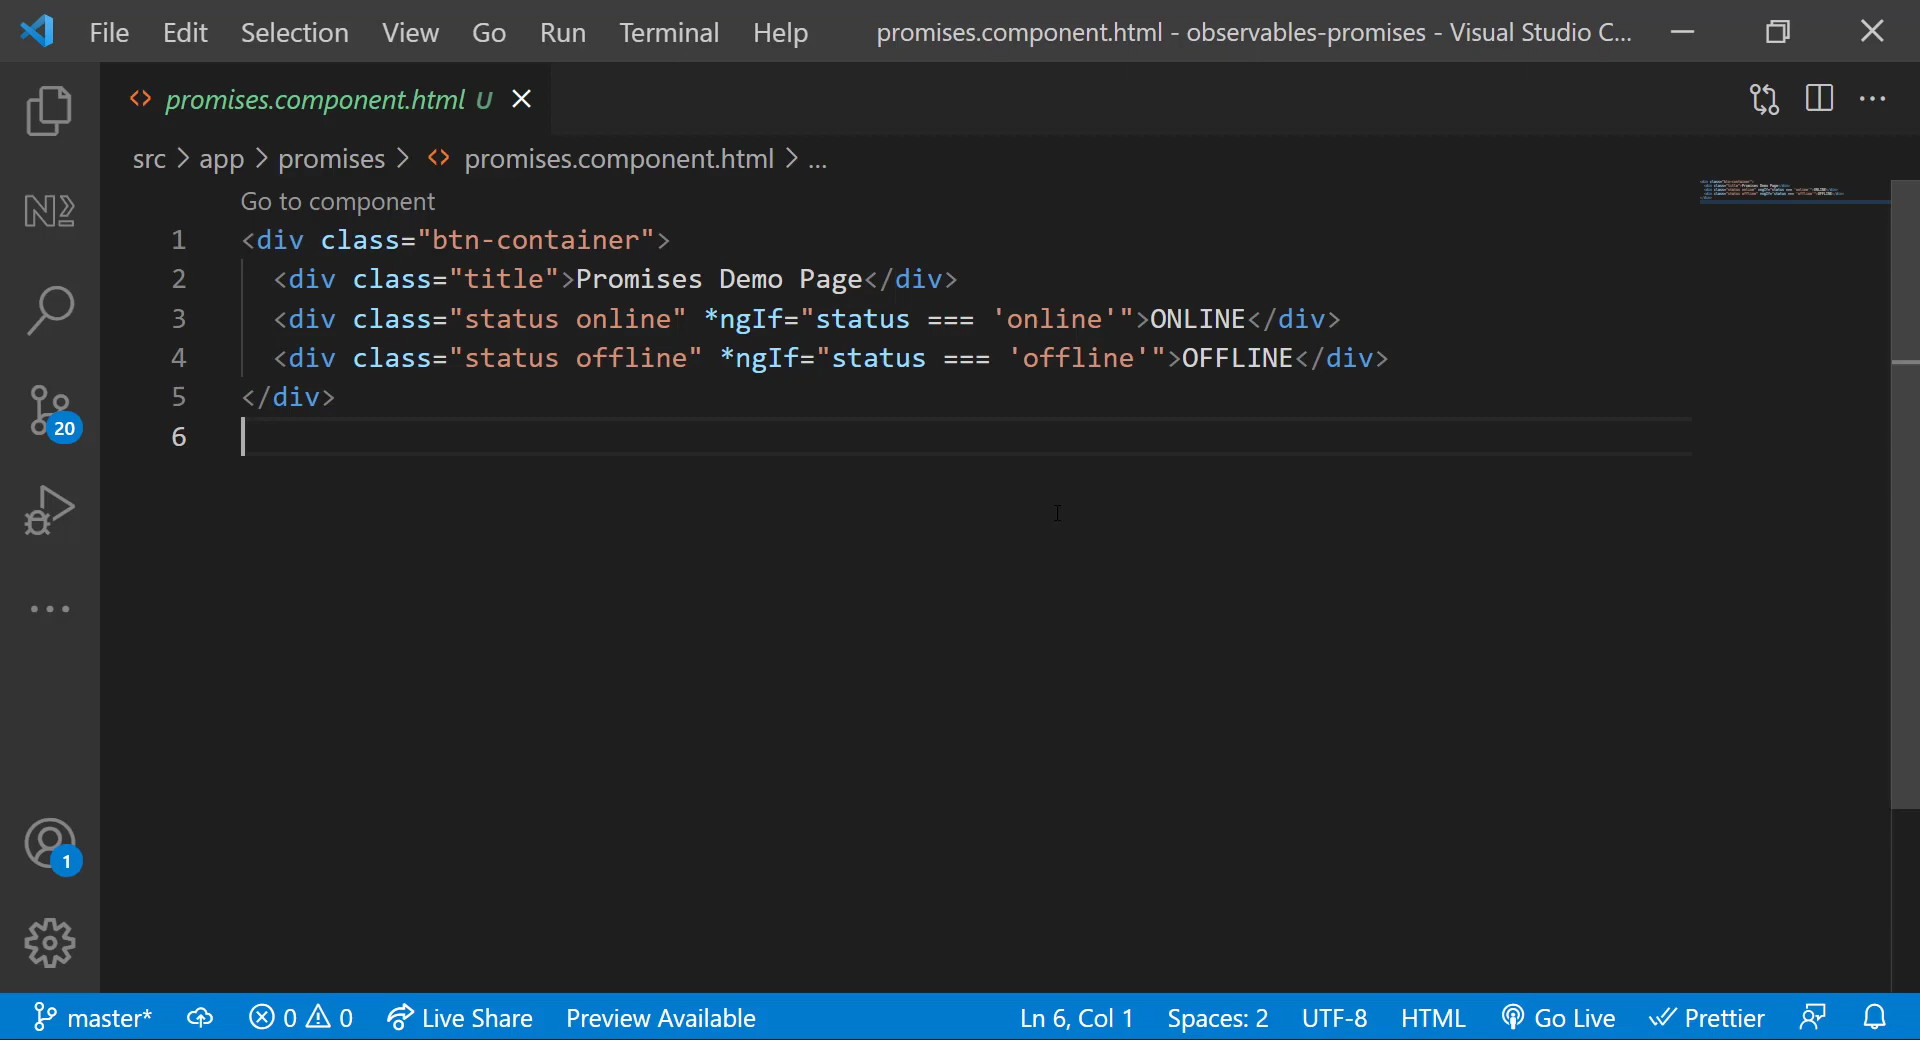 File Edit Selection View Go Run Terminal Help promises.component.html - observables-promises - Visual Studio C...
promises.component.html U
src > app > promises > promises.component.html > ...
Go to component
1 <div class="btn-container">
2   <div class="title">Promises Demo Page</div>
3   <div class="status online" *ngIf="status === 'online'">ONLINE</div>
4   <div class="status offline" *ngIf="status === 'offline'">OFFLINE</div>
5 </div>
6
20
1
master* 0 0 Live Share Preview Available Ln 6, Col 1 Spaces: 2 UTF-8 HTML Go Live Prettier